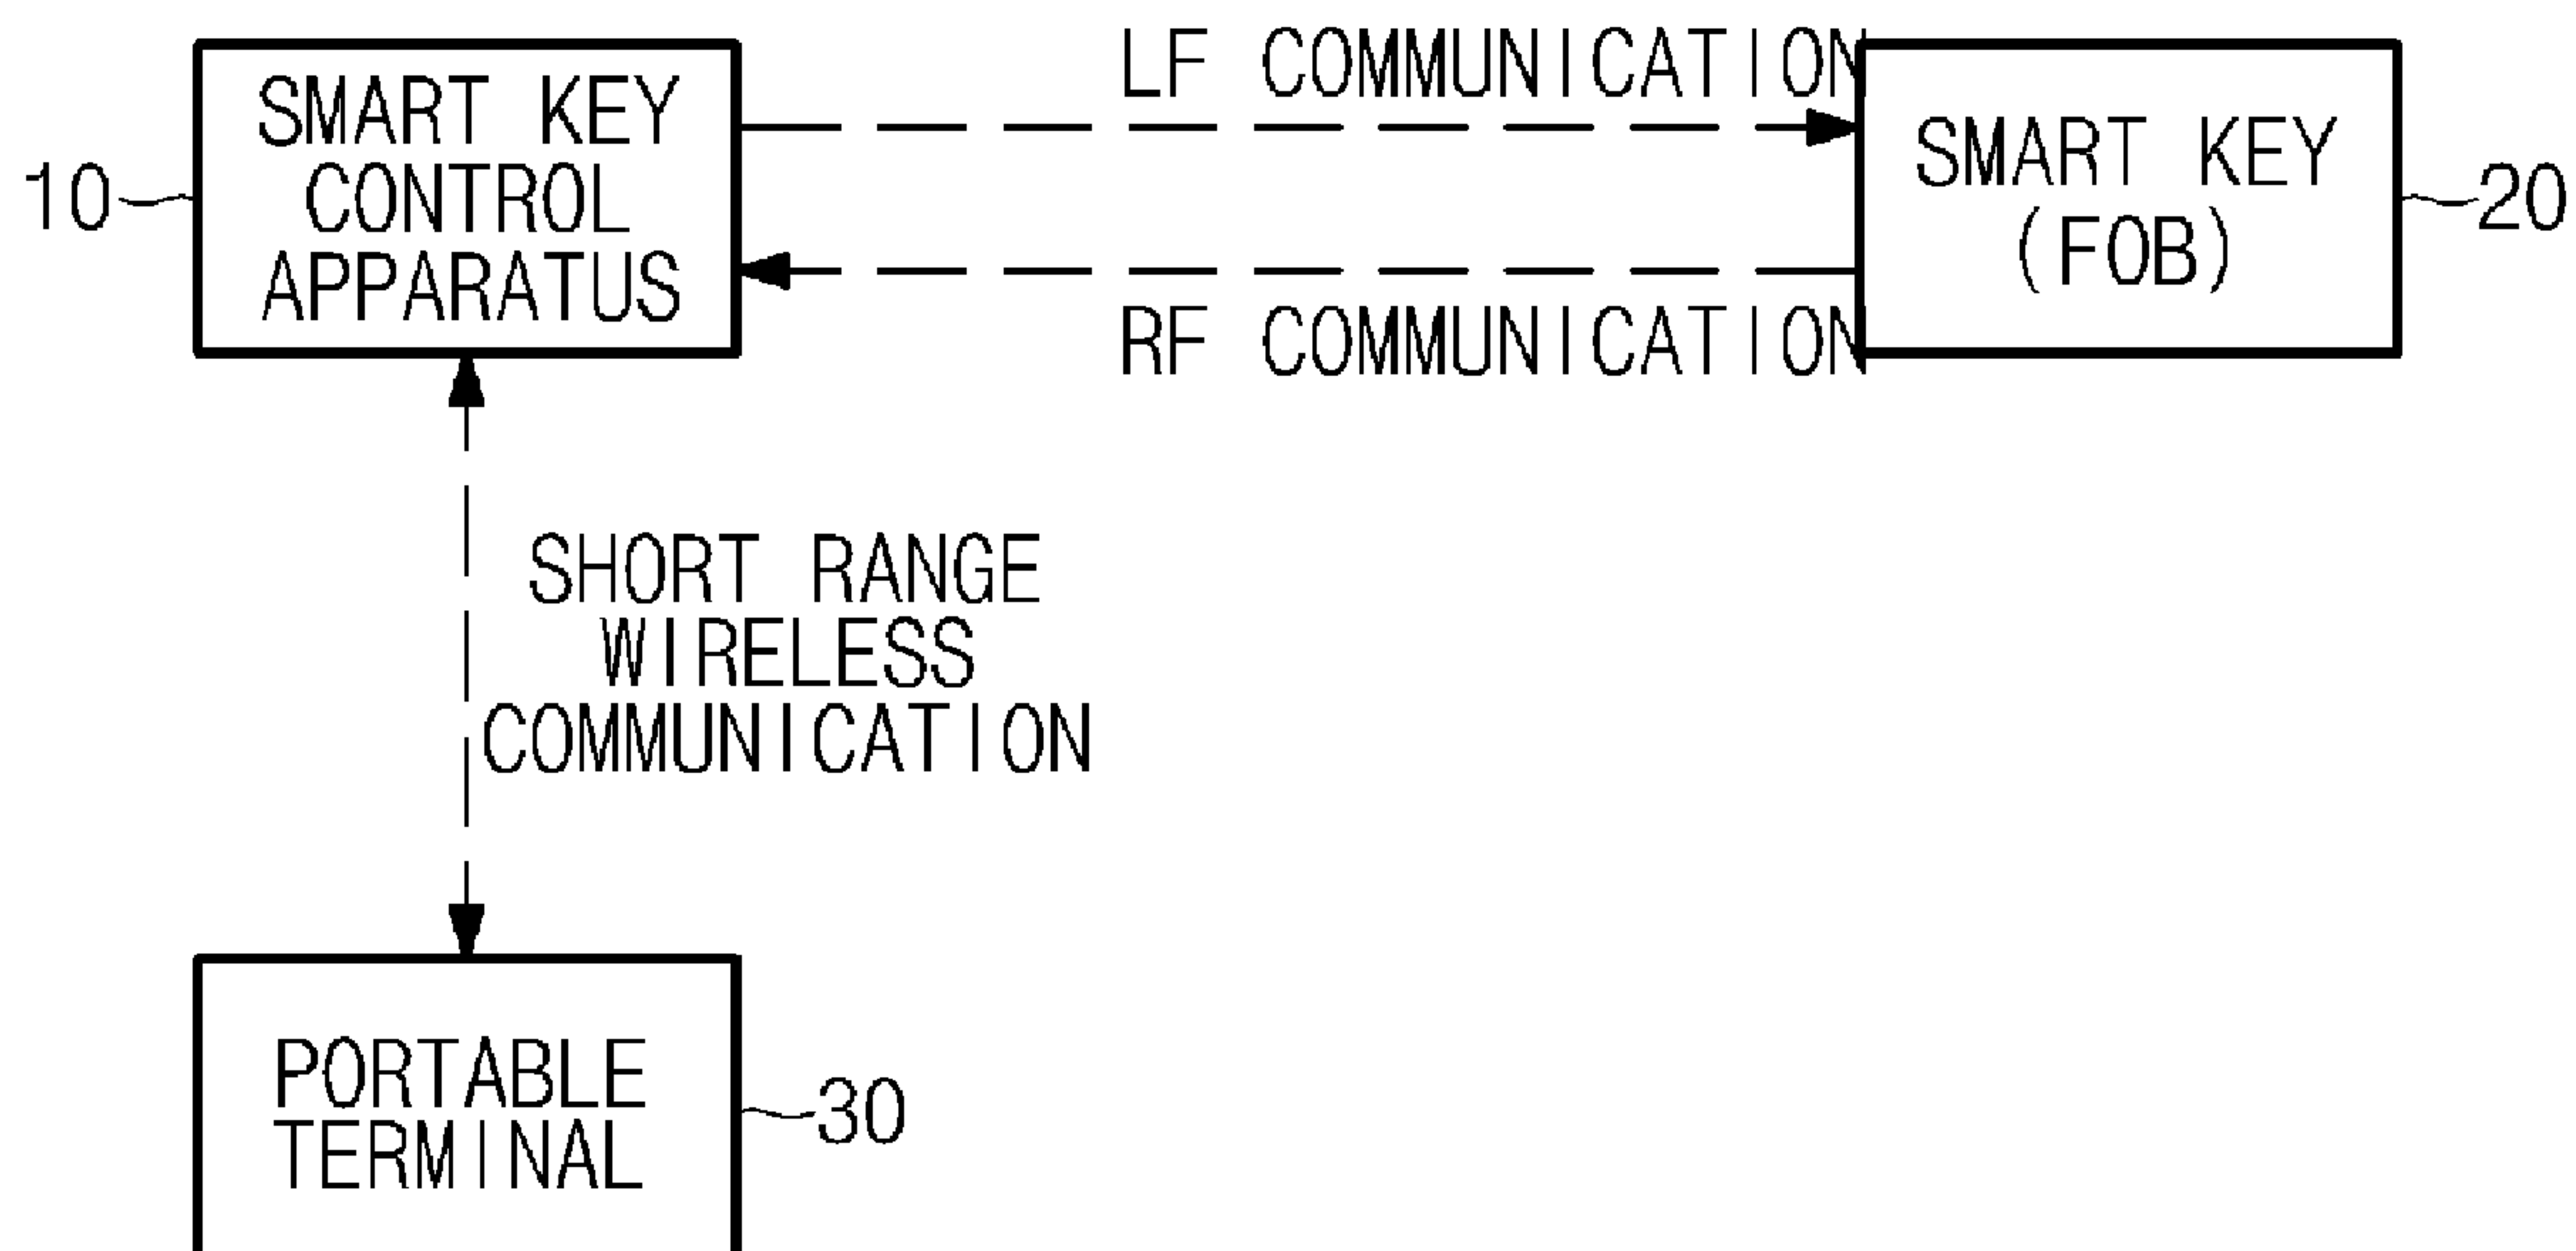 LF COMMUNICATION
SMART KEY
CONTROL
APPARATUS
10
SMART KEY
(FOB)
20
RF COMMUNICATION
SHORT RANGE
WIRELESS
COMMUNICATION
PORTABLE
TERMINAL
30